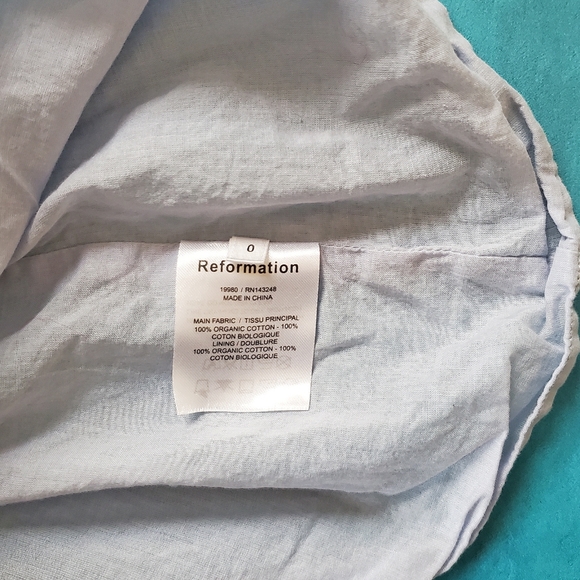 0
Reformation
19980 / RN143248
MADE IN CHINA
MAIN FABRIC / TISSU PRINCIPAL
100% ORGANIC COTTON - 100%
COTON BIOLOGIQUE
LINING / DOUBLURE
100% ORGANIC COTTON - 100%
COTON BIOLOGIQUE